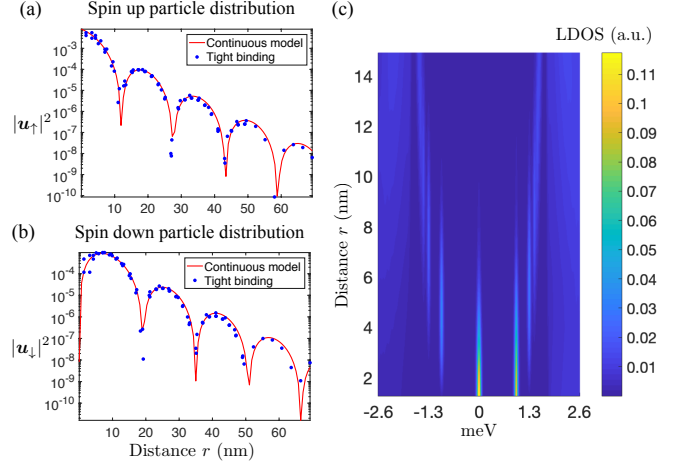 (a)
Spin up particle distribution
Continuous model
Tight binding
|u↑|²
10⁻³
10⁻⁴
10⁻⁵
10⁻⁶
10⁻⁷
10⁻⁸
10⁻⁹
10⁻¹⁰
10 20 30 40 50 60
(b)
Spin down particle distribution
Continuous model
Tight binding
|u↓|²
10⁻⁴
10⁻⁵
10⁻⁶
10⁻⁷
10⁻⁸
10⁻⁹
10⁻¹⁰
0 10 20 30 40 50 60
Distance r (nm)
(c)
LDOS (a.u.)
Distance r (nm)
14
12
10
8
6
4
2
-2.6 -1.3 0 1.3 2.6
meV
0.11
0.1
0.09
0.08
0.07
0.06
0.05
0.04
0.03
0.02
0.01